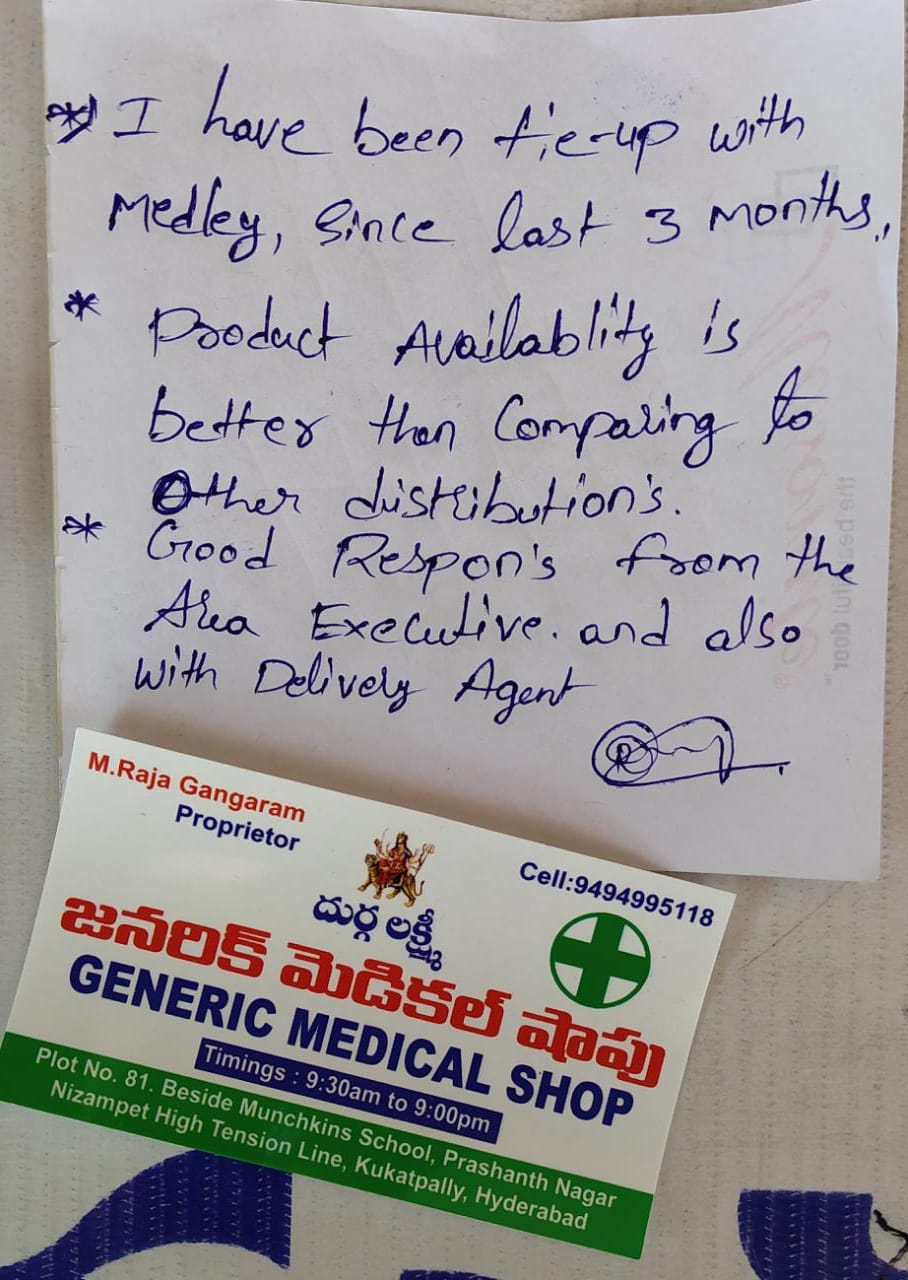 * I have been tie-up with
Medley, Since last 3 months.
* Product Availablity is
better than Comparing to
Other distribution's.
* Good Respon's from the
Area Executive. and also
with Delivery Agent
M.Raja Gangaram
Proprietor
Cell:9494995118
దుర్గ లక్ష్మీ
జనరిక్ మెడికల్ షాపు
GENERIC MEDICAL SHOP
Timings : 9:30am to 9:00pm
Plot No. 81. Beside Munchkins School, Prashanth Nagar
Nizampet High Tension Line, Kukatpally, Hyderabad